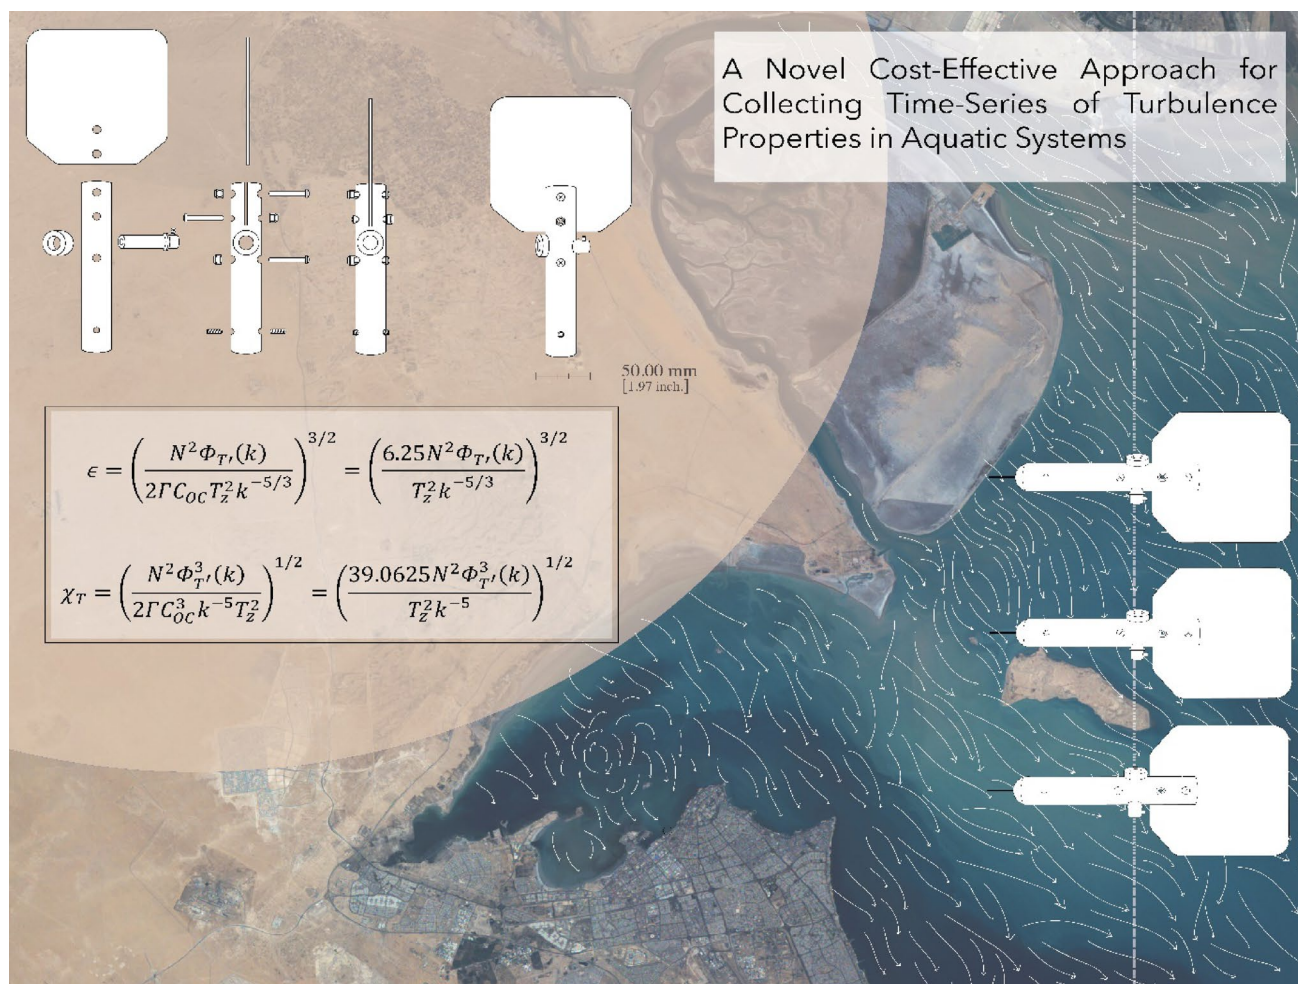 A Novel Cost-Effective Approach for
Collecting Time-Series of Turbulence
Properties in Aquatic Systems
50.00 mm
[1.97 inch.]
ϵ = (N²Φ_T′(k) / 2ΓC_OC T_z² k^(−5/3))^(3/2) = (6.25N²Φ_T′(k) / T_z² k^(−5/3))^(3/2)
χ_T = (N²Φ³_T′(k) / 2ΓC³_OC k^(−5) T_z²)^(1/2) = (39.0625N²Φ³_T′(k) / T_z² k^(−5))^(1/2)